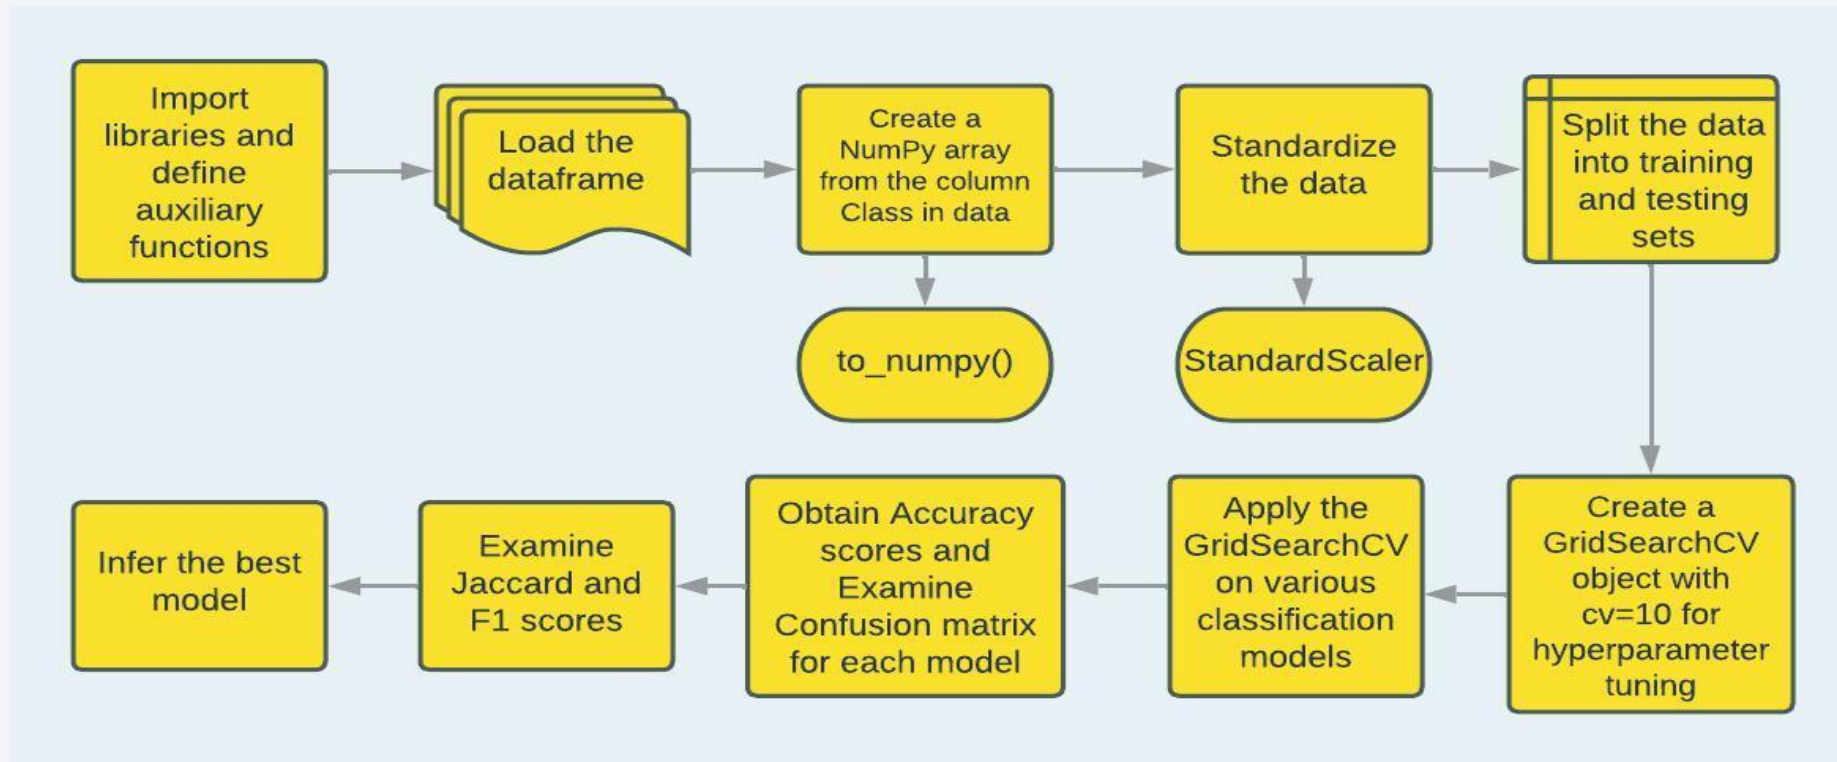 Import
libraries and
define
auxiliary
functions
Load the
dataframe
Create a
NumPy array
from the column
Class in data
Standardize
the data
Split the data
into training
and testing
sets
to_numpy()
StandardScaler
Create a
GridSearchCV
object with
cv=10 for
hyperparameter
tuning
Apply the
GridSearchCV
on various
classification
models
Obtain Accuracy
scores and
Examine
Confusion matrix
for each model
Examine
Jaccard and
F1 scores
Infer the best
model